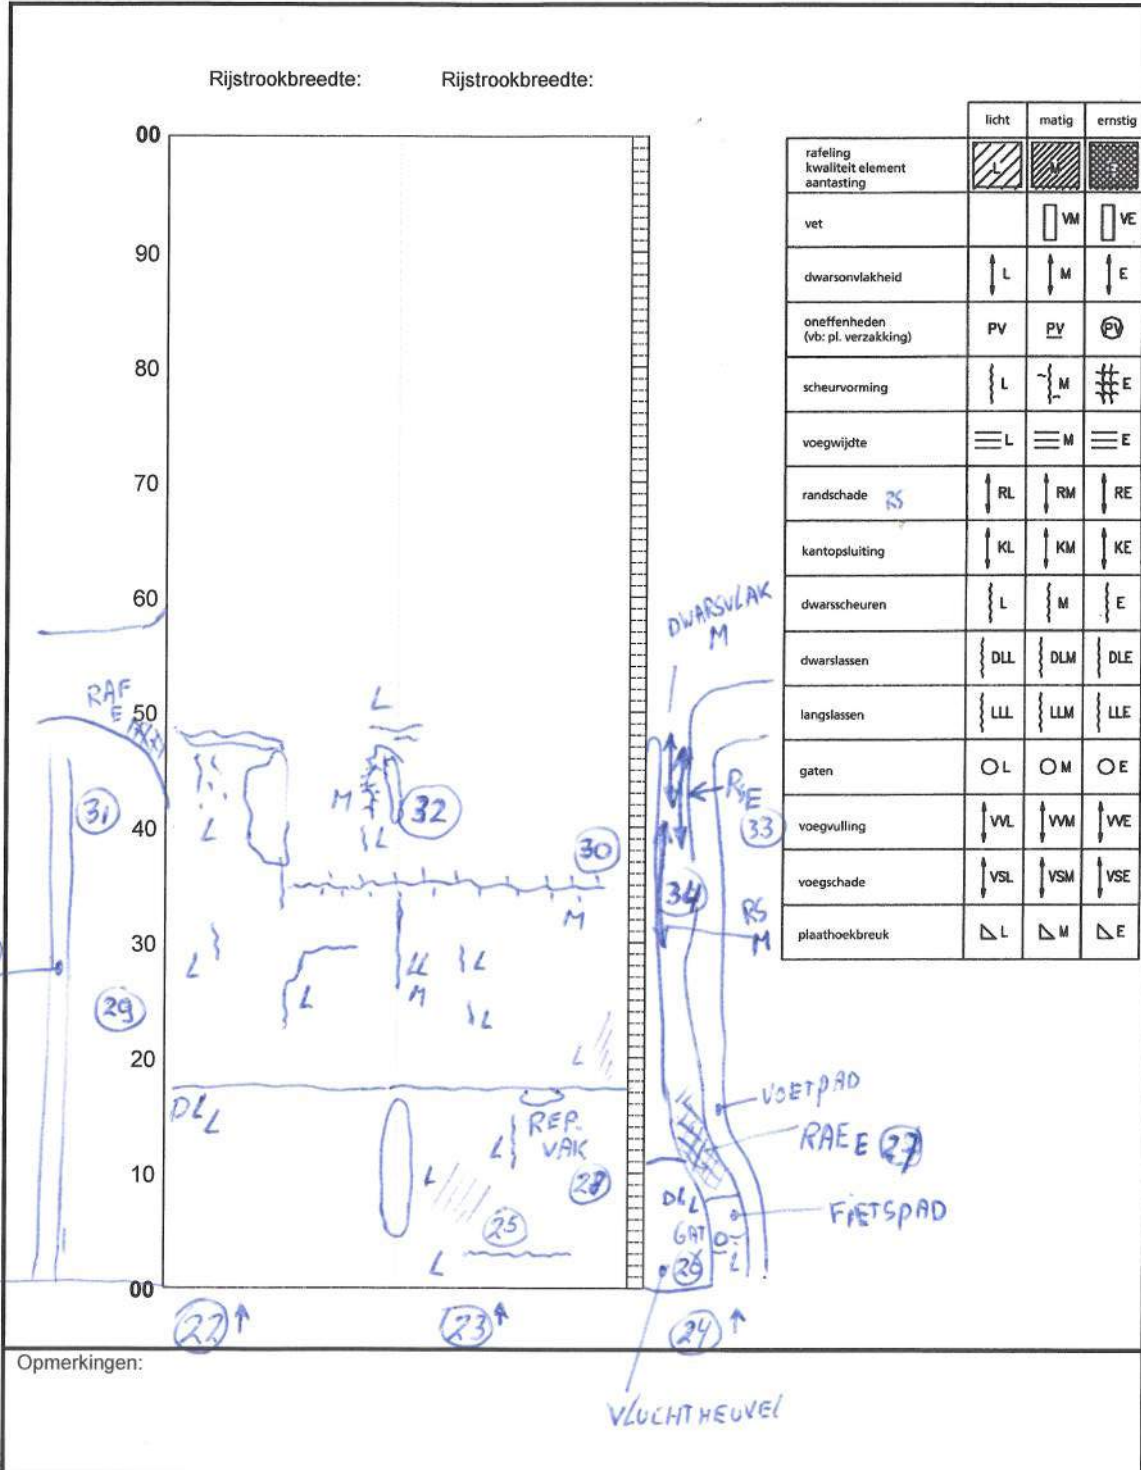 Rijstrookbreedte: Rijstrookbreedte:
00
90
80
70
60
50
40
30
20
10
00
licht matig ernstig
rafeling
kwaliteit element
aantasting
L M E
vet VM VE
dwarsonvlakheid L M E
oneffenheden
(vb: pl. verzakking) PV PV PV
scheurvorming L M E
voegwijdte L M E
randschade RS RL RM RE
kantopsluiting KL KM KE
dwarsscheuren L M E
dwarslassen DLL DLM DLE
langslassen LLL LLM LLE
gaten L M E
voegvulling VVL VVM VVE
voegschade VSL VSM VSE
plaathoekbreuk L M E
DWARSVLAK
M
RAF
E
L
31
L
M
32
L
30
M
RS E
33
34
RS
M
L
L
LL
M
L
L
29
L
DLL
REP.
VAK
L
L
28
25
L
VOETPAD
RAF E 27
DLL
GAT
26
L
FIETSPAD
22 23 24
Opmerkingen:
VLUCHTHEUVEL